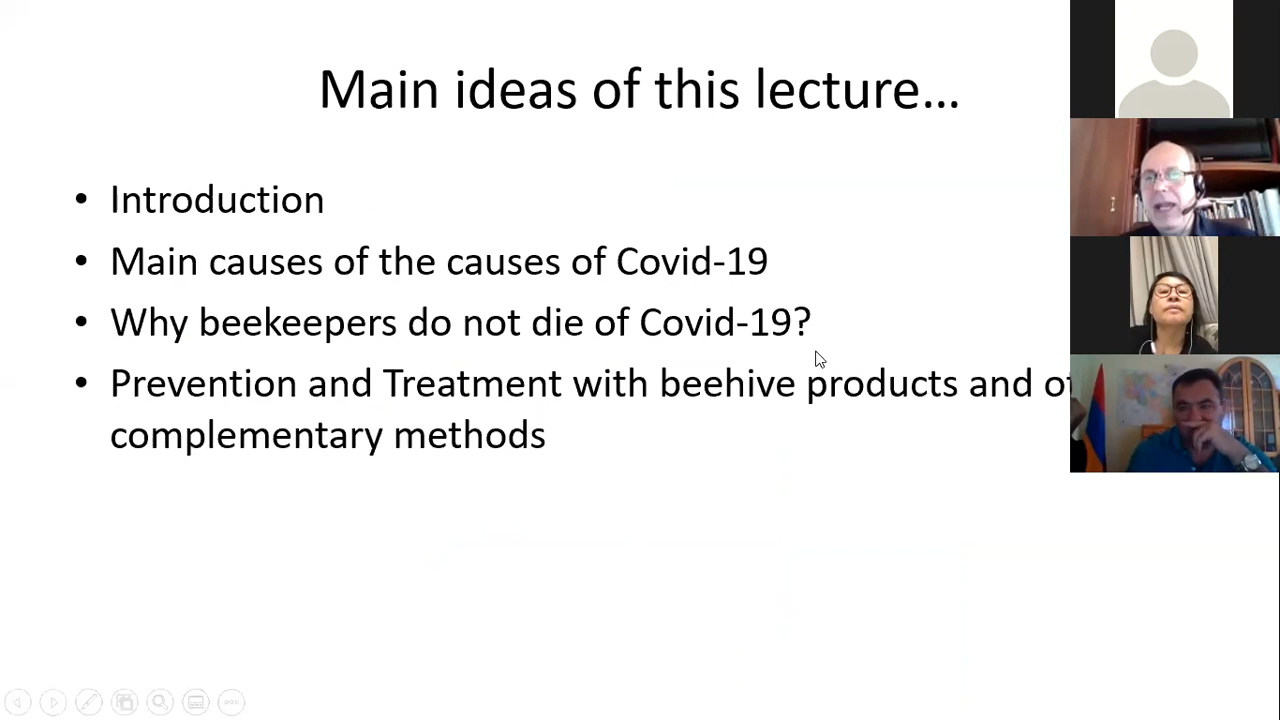 Main ideas of this lecture...
• Introduction
• Main causes of the causes of Covid-19
• Why beekeepers do not die of Covid-19?
• Prevention and Treatment with beehive products and
complementary methods